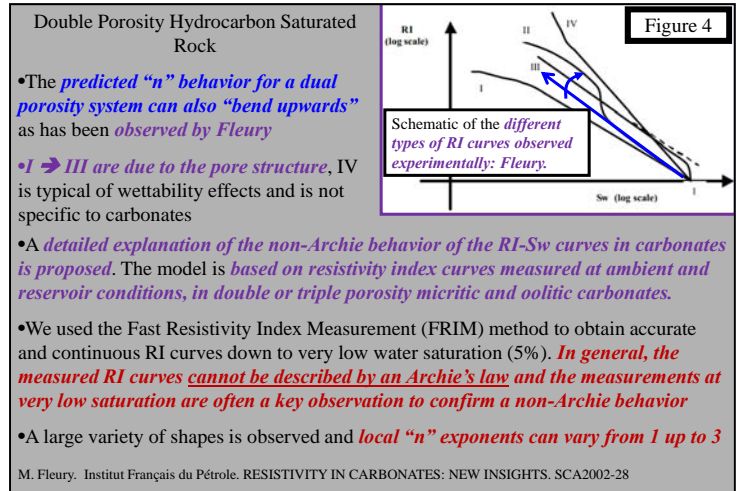 Double Porosity Hydrocarbon Saturated
Rock
•The predicted “n” behavior for a dual
porosity system can also “bend upwards”
as has been observed by Fleury
•I ➔ III are due to the pore structure, IV
is typical of wettability effects and is not
specific to carbonates
RI
(log scale)
IV
II
III
I
Figure 4
Schematic of the different
types of RI curves observed
experimentally: Fleury.
Sw (log scale)
1
•A detailed explanation of the non-Archie behavior of the RI-Sw curves in carbonates
is proposed. The model is based on resistivity index curves measured at ambient and
reservoir conditions, in double or triple porosity micritic and oolitic carbonates.
•We used the Fast Resistivity Index Measurement (FRIM) method to obtain accurate
and continuous RI curves down to very low water saturation (5%). In general, the
measured RI curves cannot be described by an Archie’s law and the measurements at
very low saturation are often a key observation to confirm a non-Archie behavior
•A large variety of shapes is observed and local “n” exponents can vary from 1 up to 3
M. Fleury. Institut Français du Pétrole. RESISTIVITY IN CARBONATES: NEW INSIGHTS. SCA2002-28